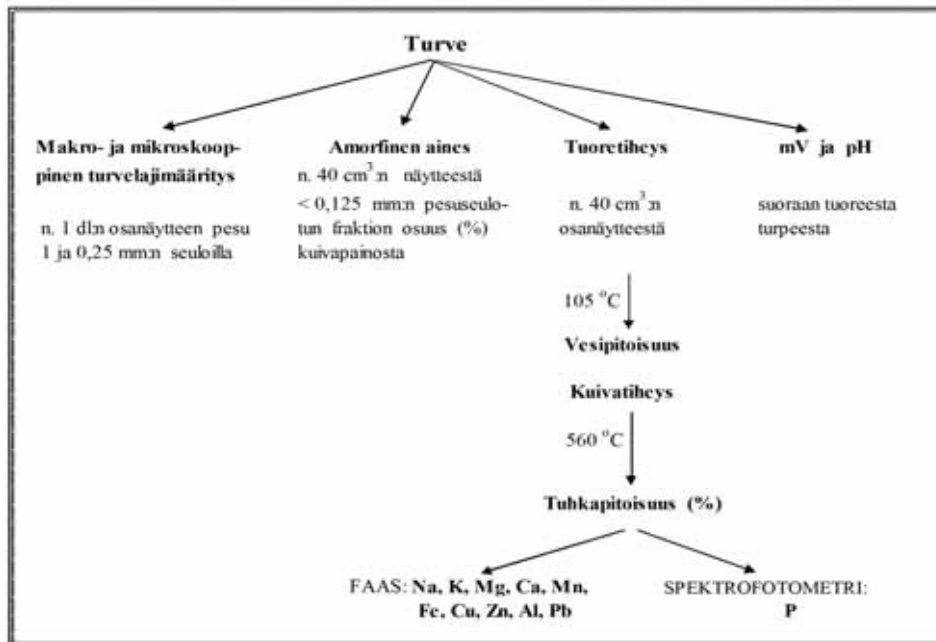 Turve
Makro- ja mikroskoop-
pinen turvelajimääritys
n. 1 dl:n osanäytteen pesu
1 ja 0,25 mm:n seuloilla
Amorfinen aines
n. 40 cm³:n näytteestä
< 0,125 mm:n pesuseulo-
tun fraktion osuus (%)
kuivapainosta
Tuoretiheys
n. 40 cm³:n
osanäytteestä
mV ja pH
suoraan tuoreesta
turpeesta
105 °C
Vesipitoisuus
Kuivatiheys
560 °C
Tuhkapitoisuus (%)
FAAS: Na, K, Mg, Ca, Mn,
Fe, Cu, Zn, Al, Pb
SPEKTROFOTOMETRI:
P